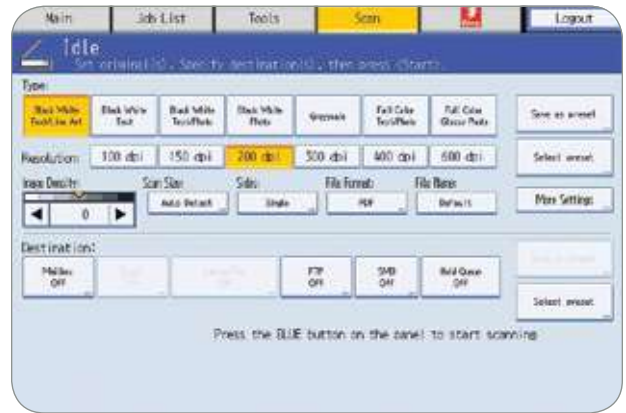 Main Job List Tools Scan Logout
Idle
Set original(s). Specify destination(s), then press (Start).
Type:
Black White Text/Line Art
Black White Text
Black White Text/Photo
Black White Photo
Greyscale
Full Color Text/Photo
Full Color Glossy Photo
Save as preset
Resolution: 100 dpi 150 dpi 200 dpi 300 dpi 400 dpi 600 dpi Select preset
Image Density: Scan Size: Sides: File Format: File Name:
0 Auto Detect Single PDF Default More Settings
Destination:
Mailbox OFF
FTP OFF
SMB OFF
Hold Queue OFF
Select preset
Press the BLUE button on the panel to start scanning